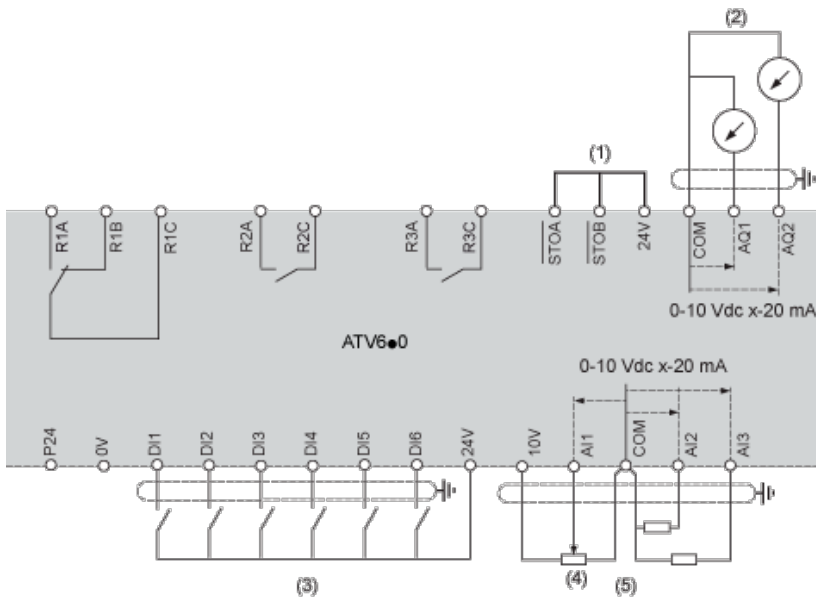 (2)
(1)
R1A
R1B
R1C
R2A
R2C
R3A
R3C
STOA
STOB
24V
COM
AQ1
AQ2
0-10 Vdc x-20 mA
ATV6●0
0-10 Vdc x-20 mA
P24
0V
DI1
DI2
DI3
DI4
DI5
DI6
24V
10V
AI1
COM
AI2
AI3
(3)
(4)
(5)